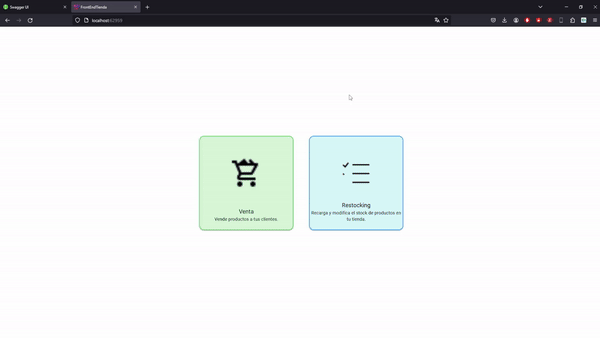 Swagger UI
FrontEndTienda
localhost:
Venta
Vende productos a tus clientes.
Restocking
Recarga y modifica el stock de productos en
tu tienda.